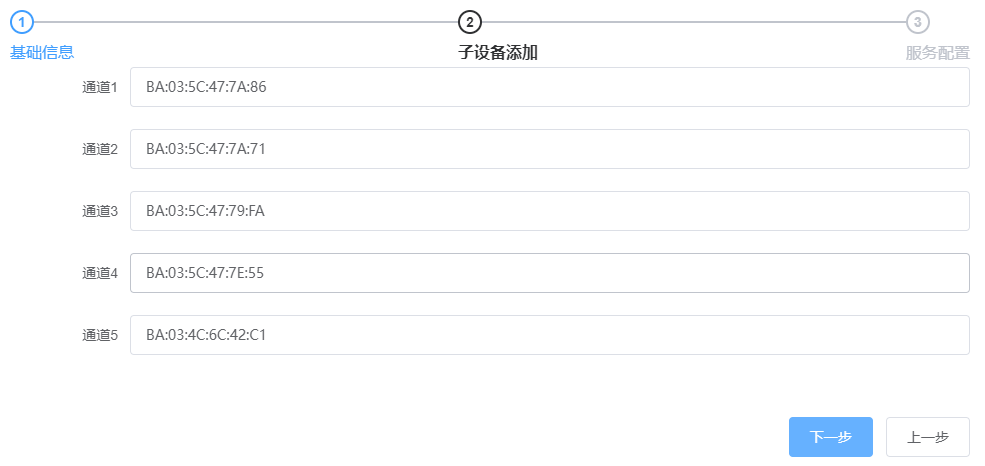 1 2 3
基础信息 子设备添加 服务配置
通道1 BA:03:5C:47:7A:86
通道2 BA:03:5C:47:7A:71
通道3 BA:03:5C:47:79:FA
通道4 BA:03:5C:47:7E:55
通道5 BA:03:4C:6C:42:C1
下一步 上一步